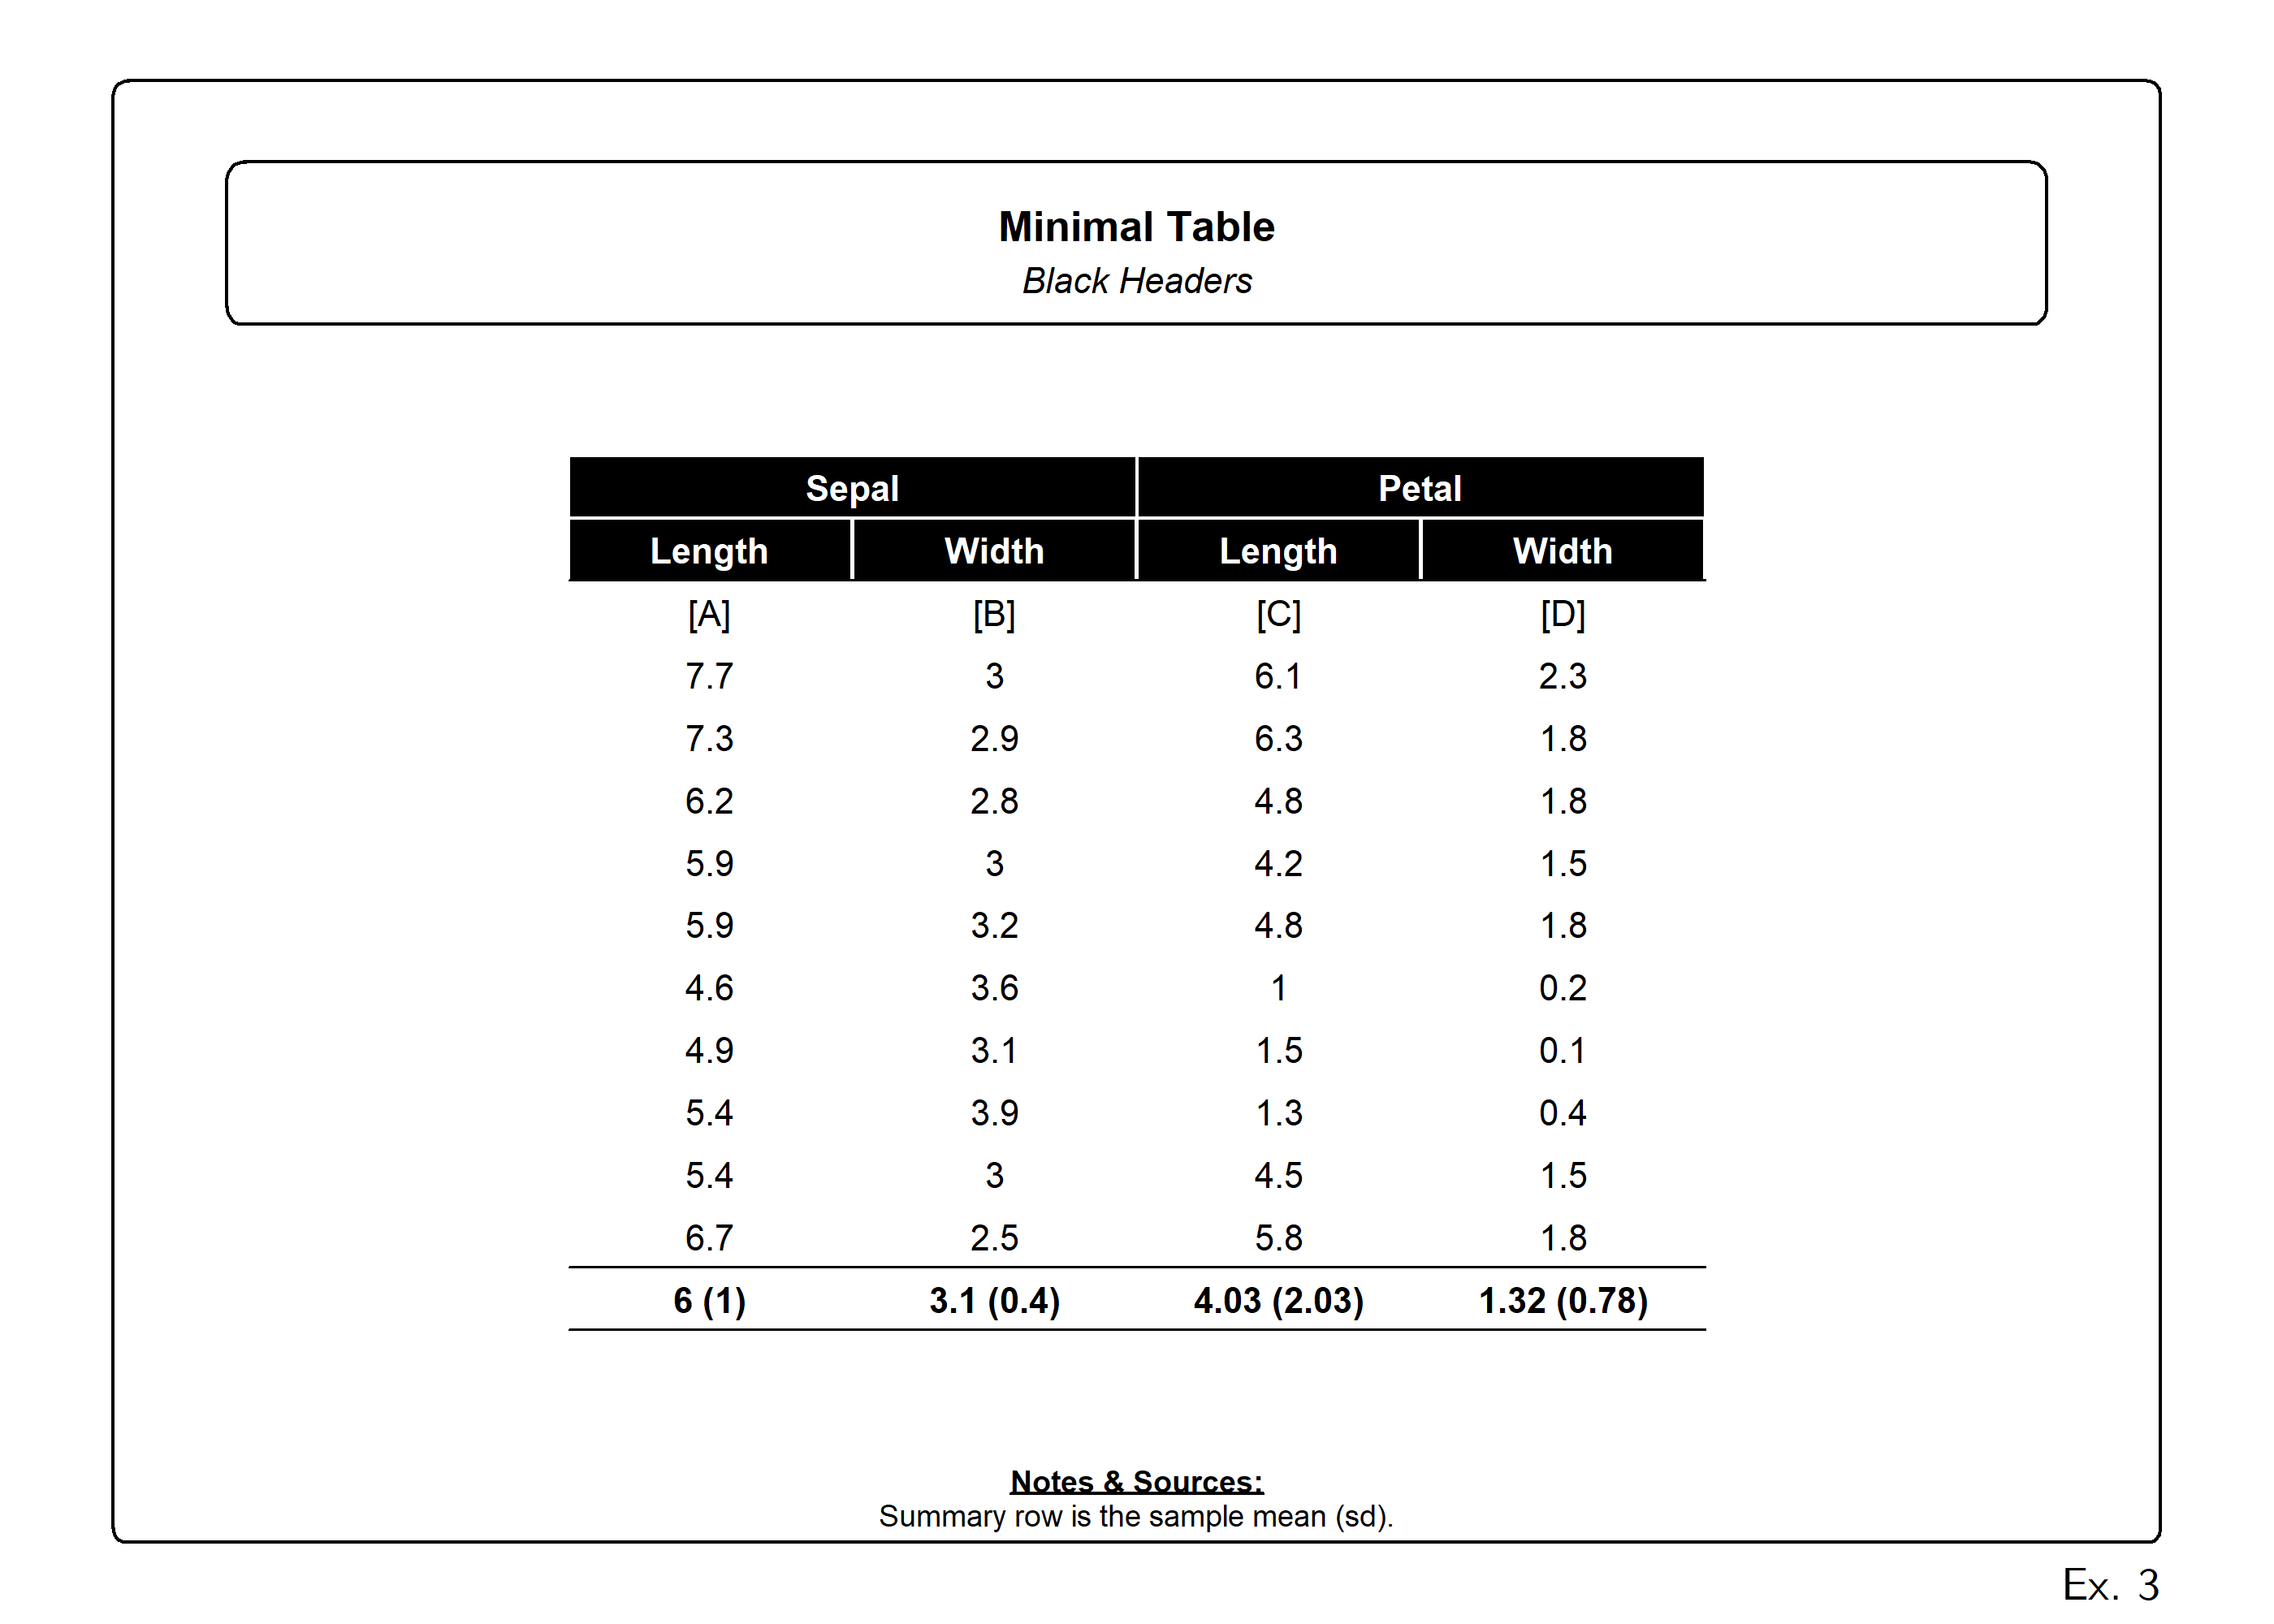 Minimal Table
Black Headers
Sepal Petal
Length Width Length Width
[A] [B] [C] [D]
7.7 3 6.1 2.3
7.3 2.9 6.3 1.8
6.2 2.8 4.8 1.8
5.9 3 4.2 1.5
5.9 3.2 4.8 1.8
4.6 3.6 1 0.2
4.9 3.1 1.5 0.1
5.4 3.9 1.3 0.4
5.4 3 4.5 1.5
6.7 2.5 5.8 1.8
6 (1) 3.1 (0.4) 4.03 (2.03) 1.32 (0.78)
Notes & Sources:
Summary row is the sample mean (sd).
Ex. 3